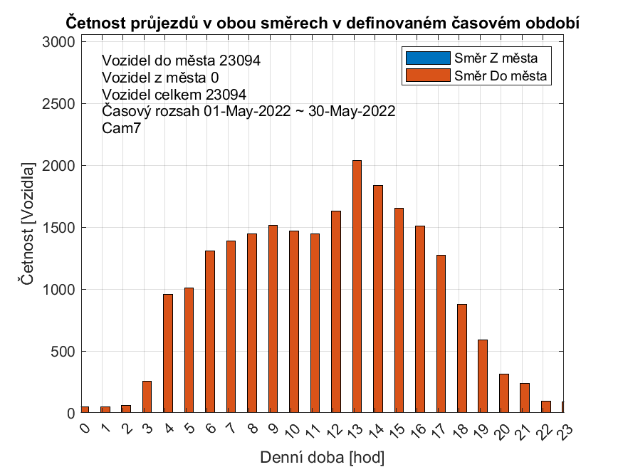 Četnost průjezdů v obou směrech v definovaném časovém období
Vozidel do města 23094
Vozidel z města 0
Vozidel celkem 23094
Časový rozsah 01-May-2022 ~ 30-May-2022
Cam7
Směr Z města
Směr Do města
Četnost [Vozidla]
3000
2500
2000
1500
1000
500
0
0 1 2 3 4 5 6 7 8 9 10 11 12 13 14 15 16 17 18 19 20 21 22 23
Denní doba [hod]